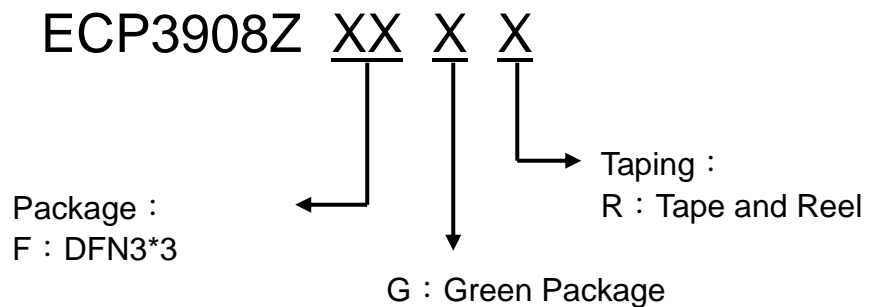 ECP3908Z XX X X
Taping：
R：Tape and Reel
Package：
F：DFN3*3
G：Green Package